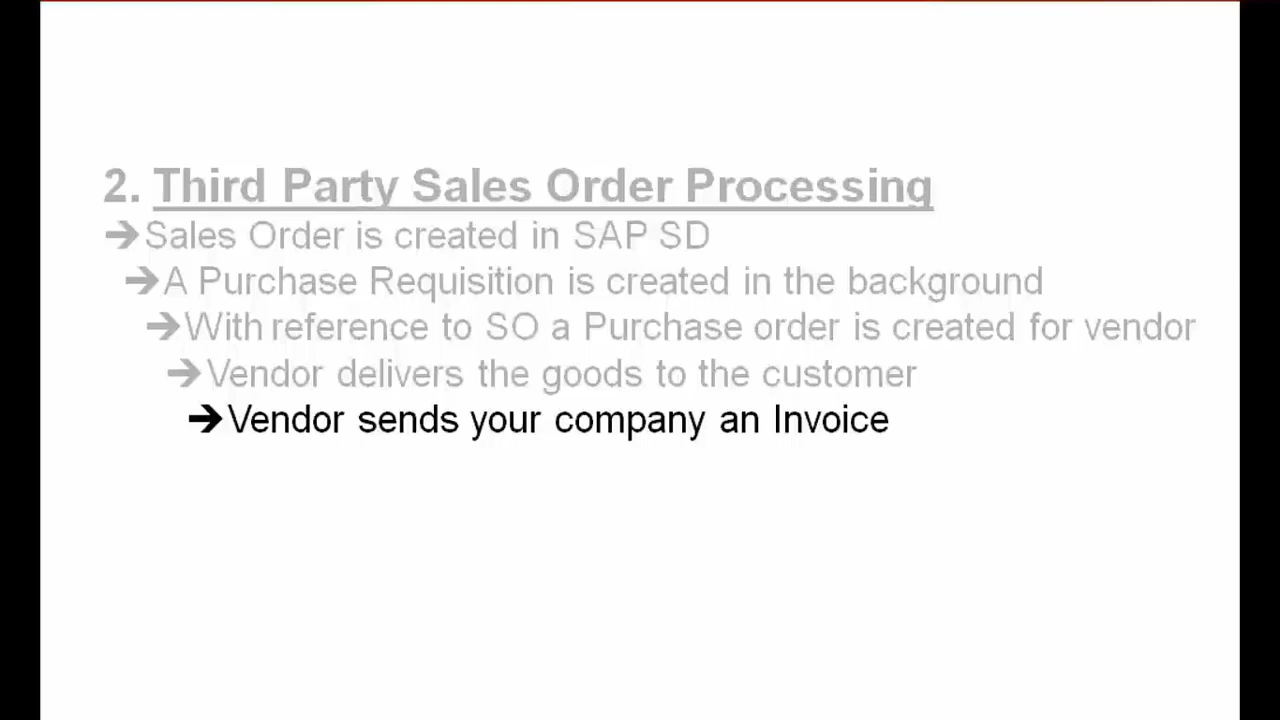 2. Third Party Sales Order Processing
➔Sales Order is created in SAP SD
➔A Purchase Requisition is created in the background
➔With reference to SO a Purchase order is created for vendor
➔Vendor delivers the goods to the customer
➔Vendor sends your company an Invoice